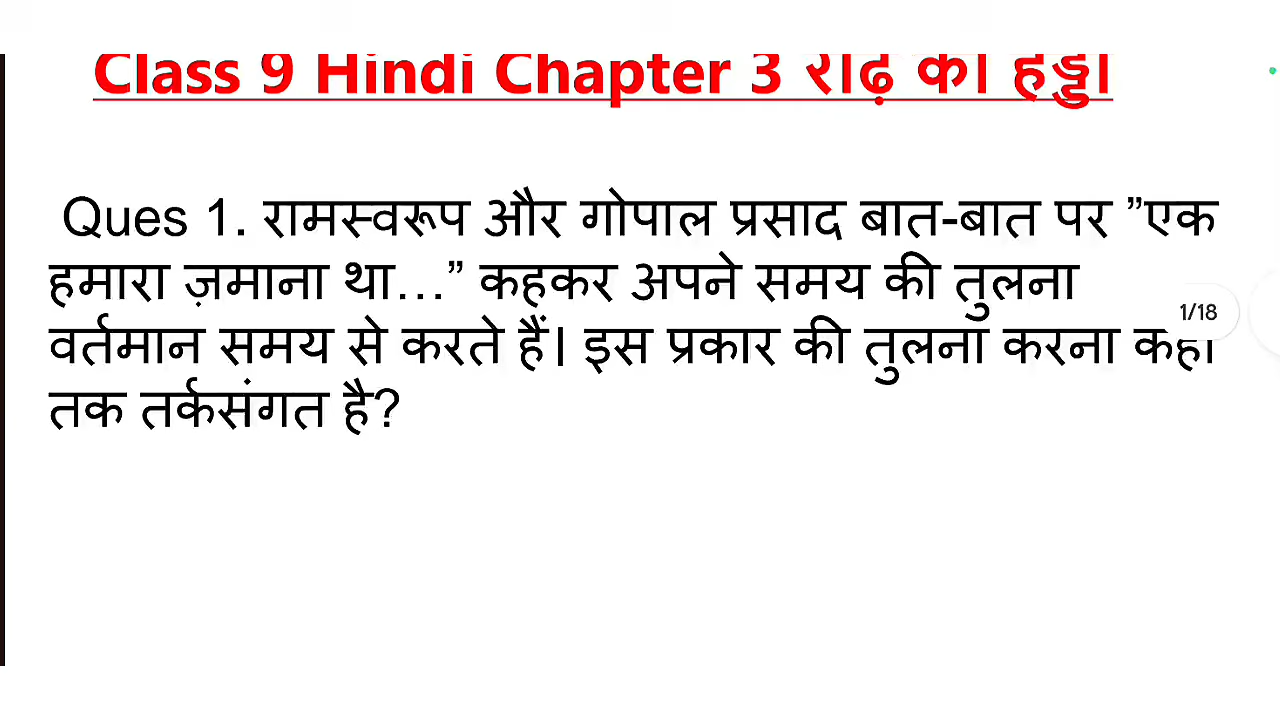 Class 9 Hindi Chapter 3 रीढ़ की हड्डी
Ques 1. रामस्वरूप और गोपाल प्रसाद बात-बात पर ”एक
हमारा ज़माना था…” कहकर अपने समय की तुलना
1/18
वर्तमान समय से करते हैं। इस प्रकार की तुलना करना कहाँ
तक तर्कसंगत है?